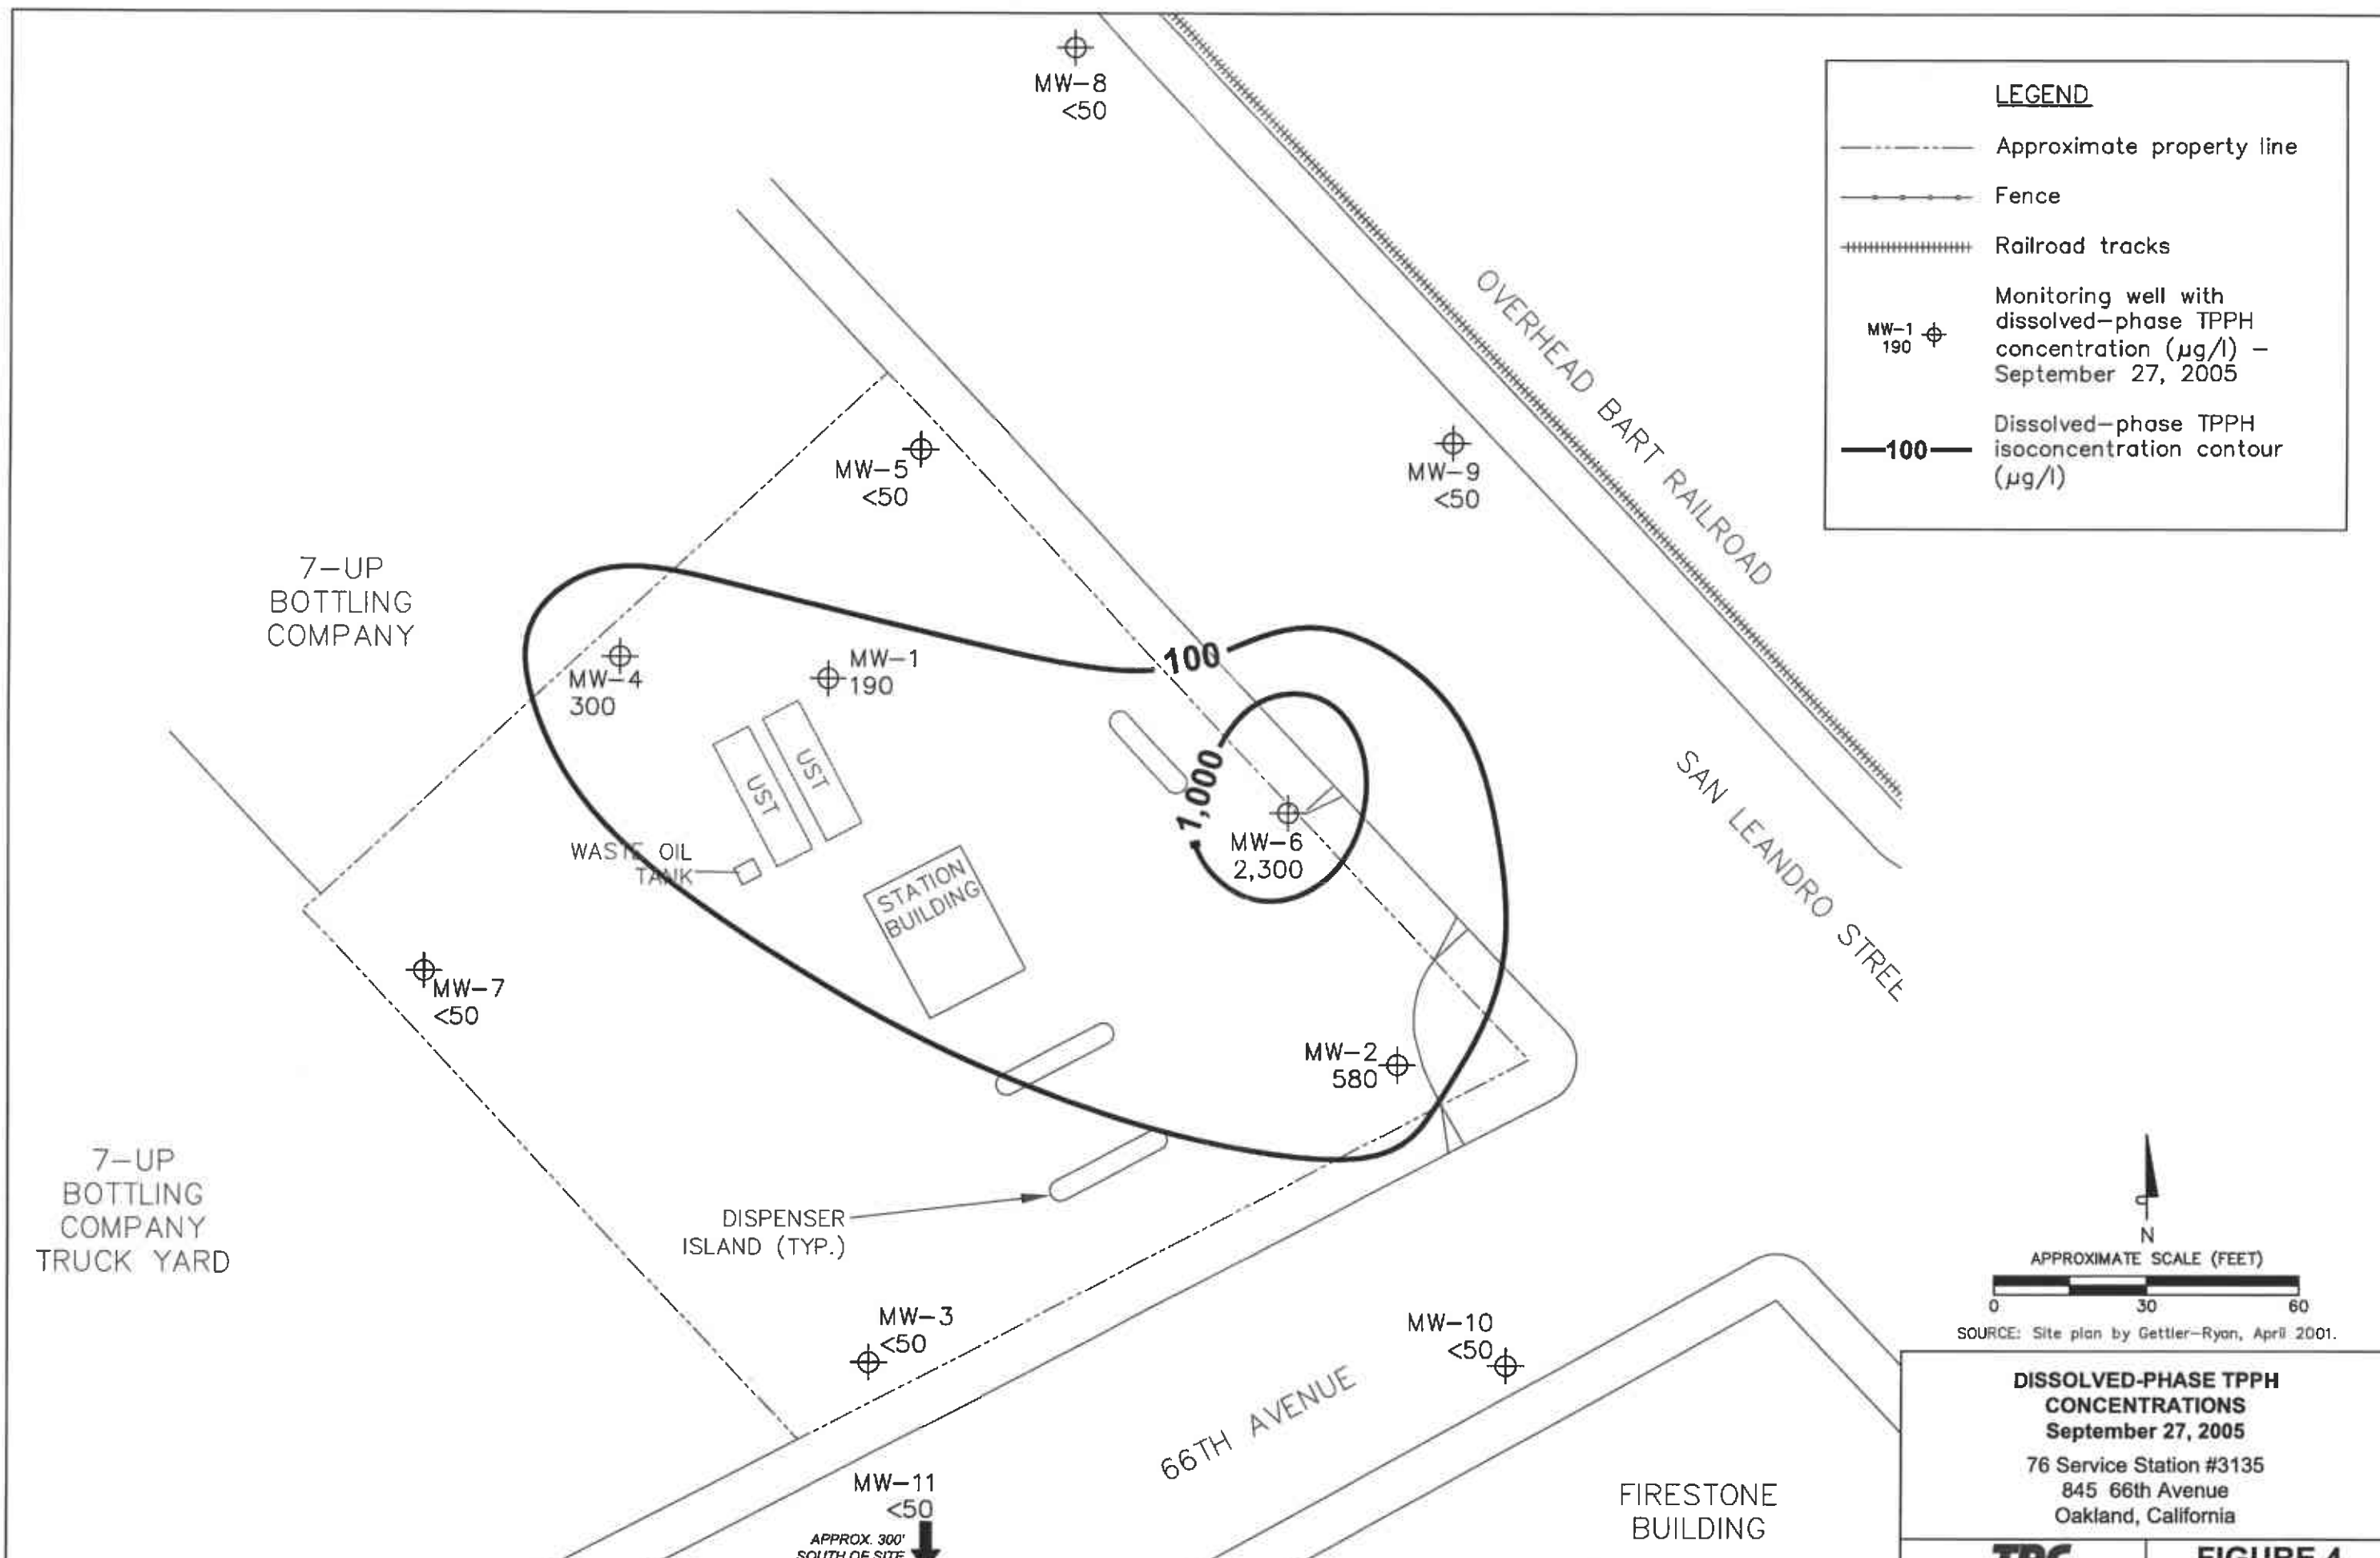 MW-8
<50
LEGEND
Approximate property line
Fence
Railroad tracks
MW-1
190
Monitoring well with
dissolved-phase TPPH
concentration (µg/l) -
September 27, 2005
100
Dissolved-phase TPPH
isoconcentration contour
(µg/l)
OVERHEAD BART RAILROAD
MW-5
<50
MW-9
<50
7-UP
BOTTLING
COMPANY
100
MW-4
300
MW-1
190
UST
UST
1,000
MW-6
2,300
SAN LEANDRO STREE
WASTE OIL
TANK
STATION
BUILDING
MW-7
<50
MW-2
580
7-UP
BOTTLING
COMPANY
TRUCK YARD
DISPENSER
ISLAND (TYP.)
N
APPROXIMATE SCALE (FEET)
0 30 60
SOURCE: Site plan by Gettler-Ryan, April 2001.
MW-3
<50
MW-10
<50
66TH AVENUE
MW-11
<50
APPROX. 300'
SOUTH OF SITE
FIRESTONE
BUILDING
DISSOLVED-PHASE TPPH
CONCENTRATIONS
September 27, 2005
76 Service Station #3135
845 66th Avenue
Oakland, California
TRC
FIGURE 4